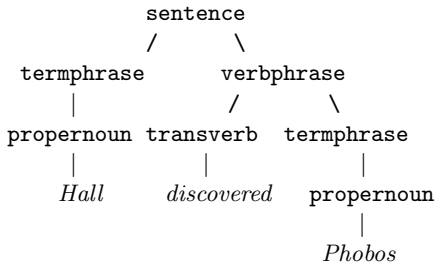 sentence
termphrase verbphrase
propernoun transverb termphrase
Hall discovered propernoun
Phobos